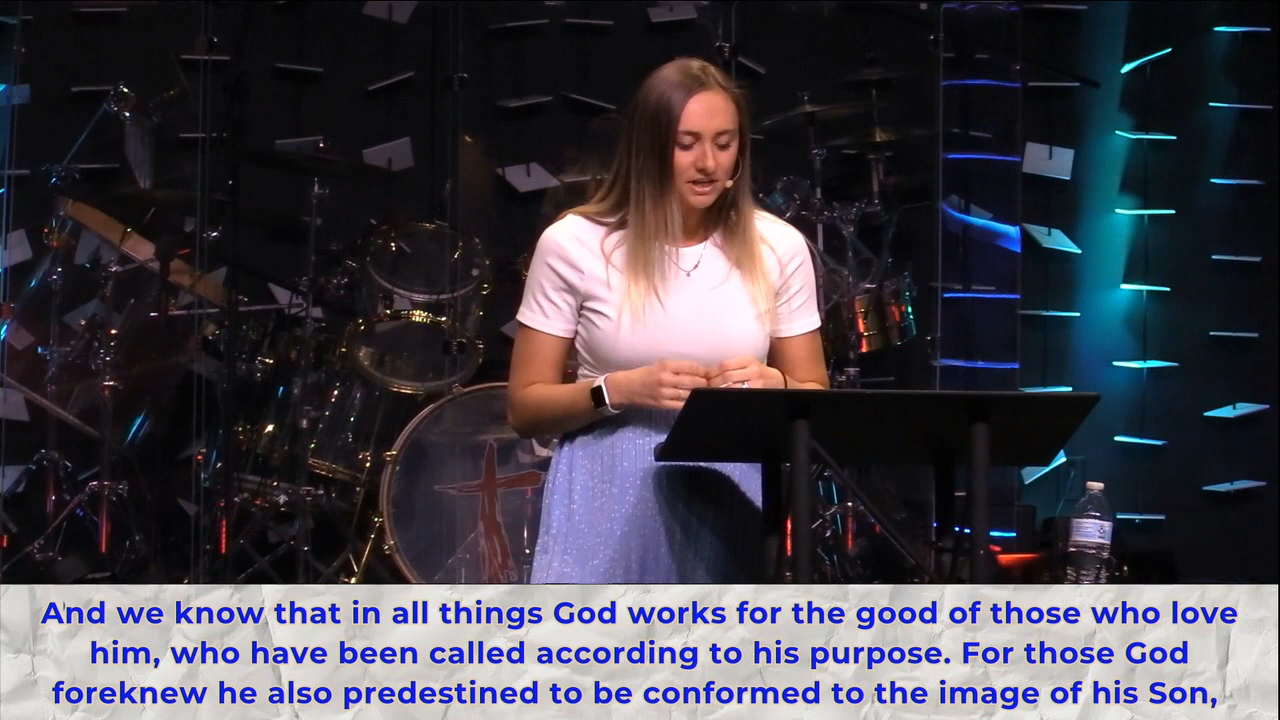 And we know that in all things God works for the good of those who love
him, who have been called according to his purpose. For those God
foreknew he also predestined to be conformed to the image of his Son,